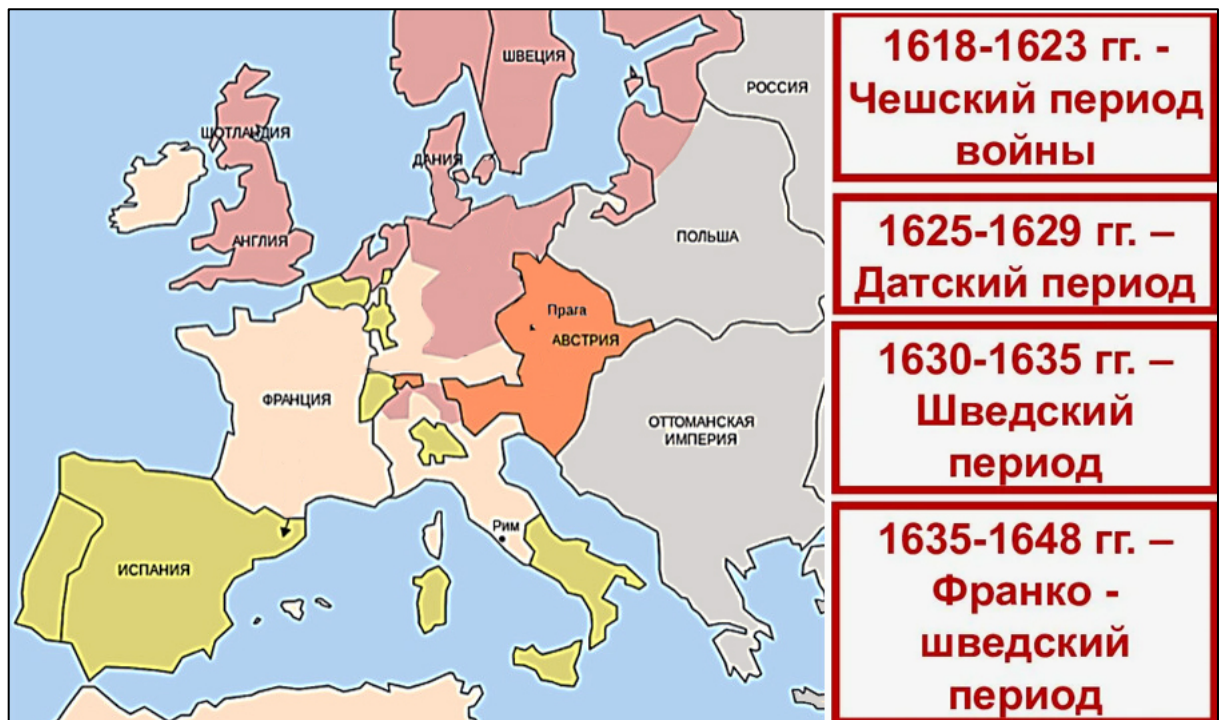 ШВЕЦИЯ
РОССИЯ
ШОТЛАНДИЯ
ДАНИЯ
АНГЛИЯ
ПОЛЬША
Прага
АВСТРИЯ
ФРАНЦИЯ
ОТТОМАНСКАЯ
ИМПЕРИЯ
Рим
ИСПАНИЯ
1618-1623 гг. -
Чешский период
войны
1625-1629 гг. –
Датский период
1630-1635 гг. –
Шведский
период
1635-1648 гг. –
Франко -
шведский
период